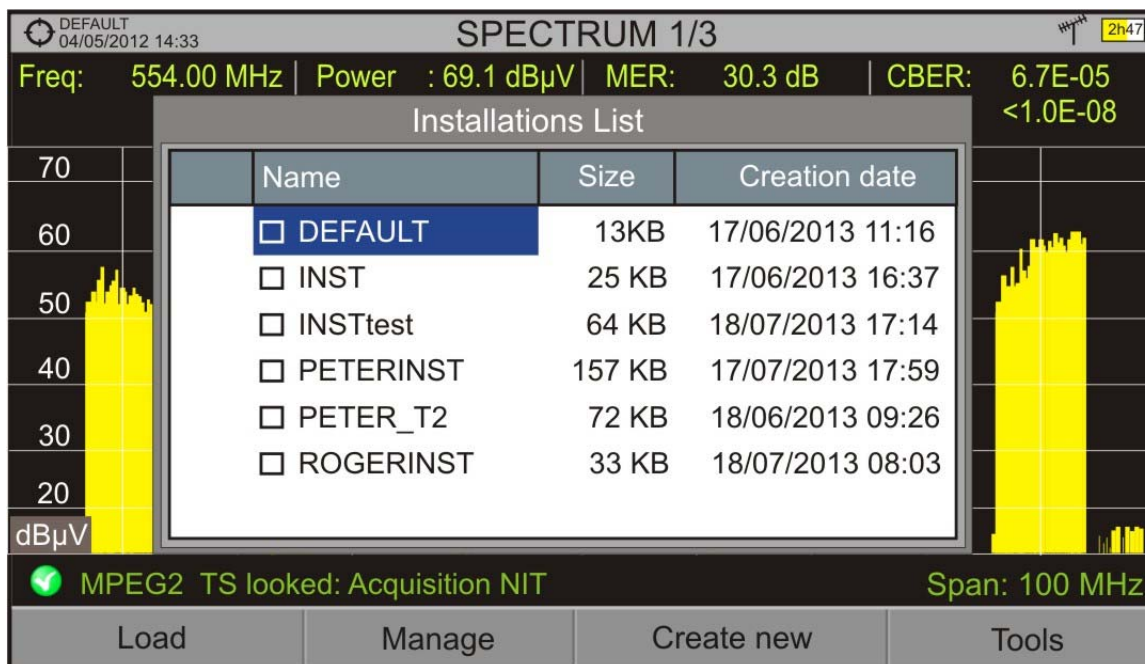 DEFAULT
04/05/2012 14:33
SPECTRUM 1/3
2h47
Freq: 554.00 MHz | Power : 69.1 dBµV | MER: 30.3 dB | CBER: 6.7E-05
<1.0E-08
Installations List
Name Size Creation date
DEFAULT 13KB 17/06/2013 11:16
INST 25 KB 17/06/2013 16:37
INSTtest 64 KB 18/07/2013 17:14
PETERINST 157 KB 17/07/2013 17:59
PETER_T2 72 KB 18/06/2013 09:26
ROGERINST 33 KB 18/07/2013 08:03
70
60
50
40
30
20
dBµV
MPEG2 TS looked: Acquisition NIT
Span: 100 MHz
Load Manage Create new Tools